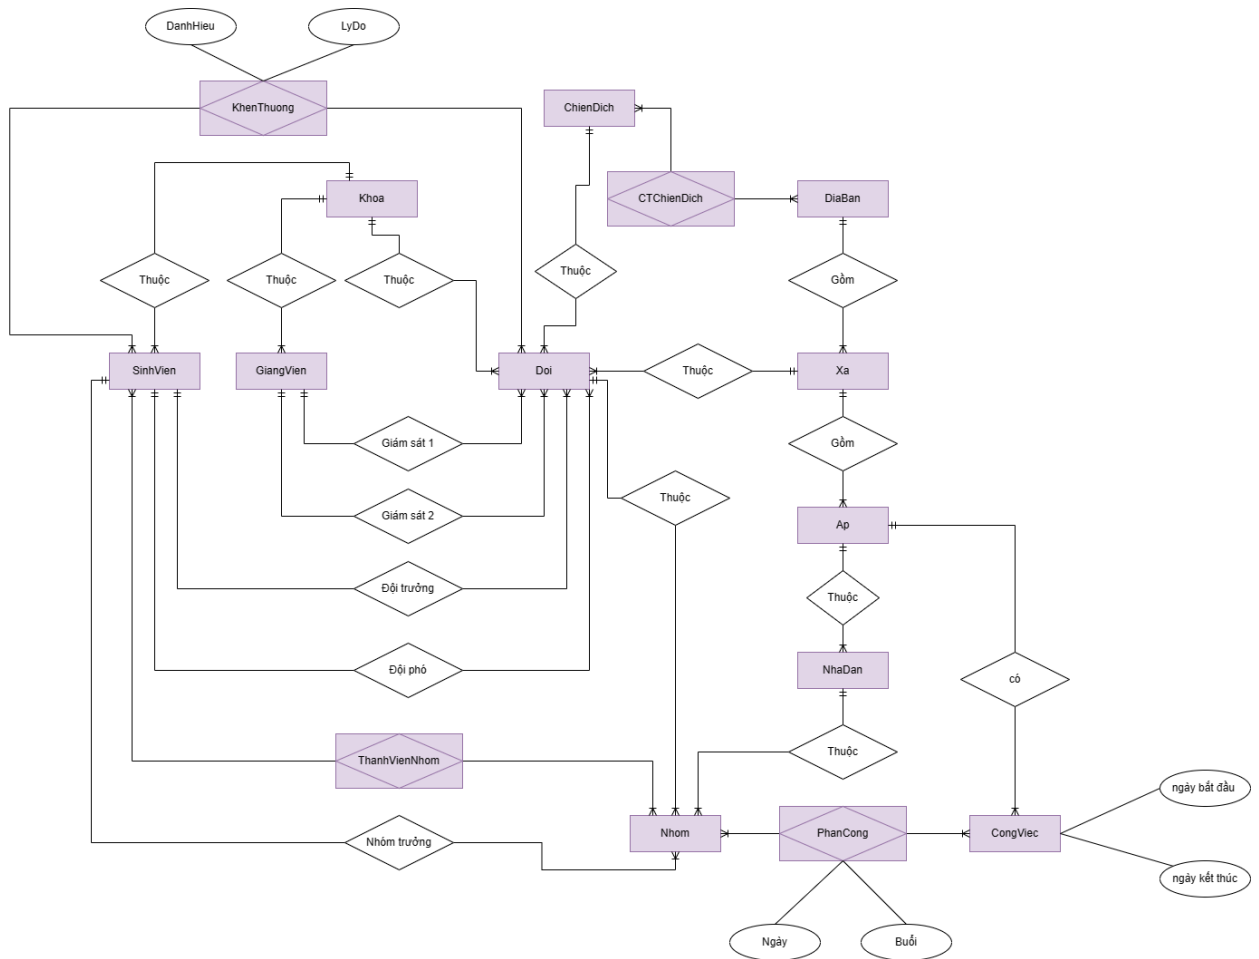 DanhHieu
LyDo
KhenThuong
ChienDich
Khoa
CTChienDich
DiaBan
Thuộc
Thuộc
Thuộc
Thuộc
Gồm
SinhVien
GiangVien
Doi
Thuộc
Xa
Giám sát 1
Gồm
Thuộc
Giám sát 2
Ap
Đội trưởng
Thuộc
Đội phó
NhaDan
có
ThanhVienNhom
Thuộc
ngày bắt đầu
Nhóm trưởng
Nhom
PhanCong
CongViec
ngày kết thúc
Ngày
Buổi